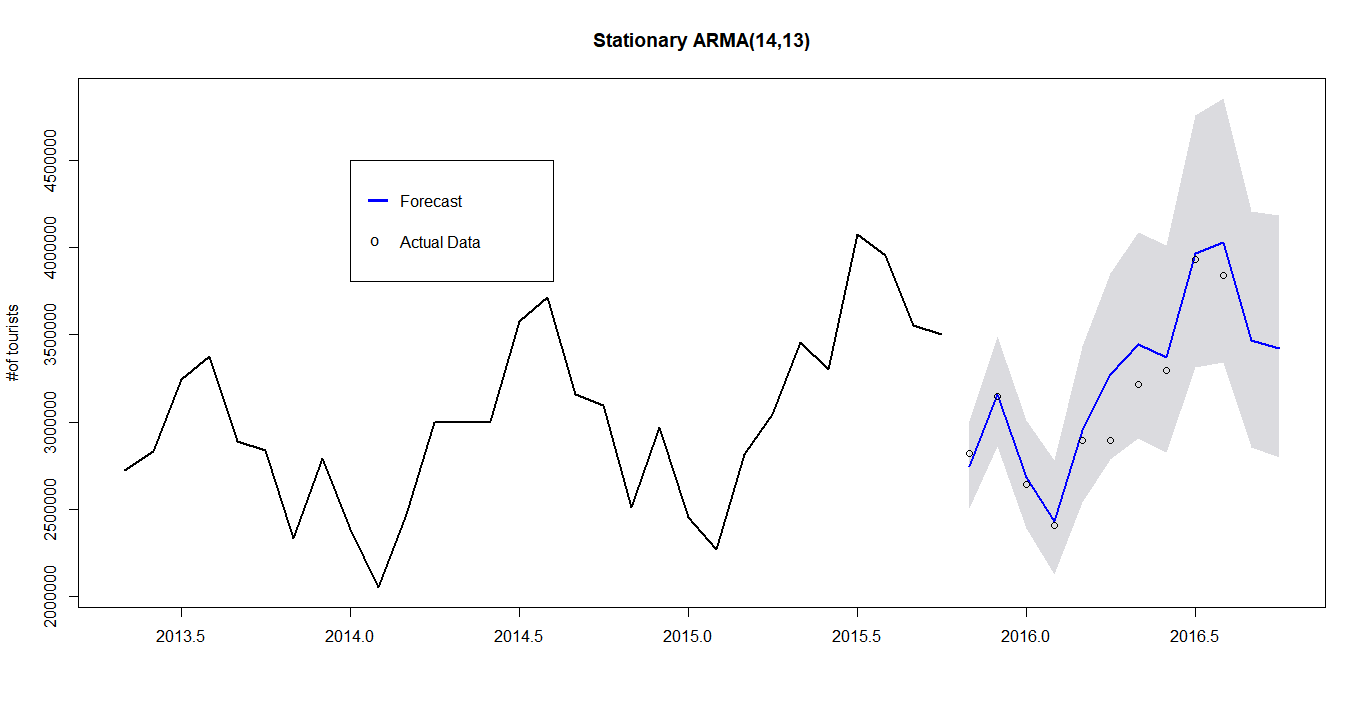 Stationary ARMA(14,13)
#of tourists
4500000
4000000
3500000
3000000
2500000
2000000
Forecast
Actual Data
2013.5 2014.0 2014.5 2015.0 2015.5 2016.0 2016.5